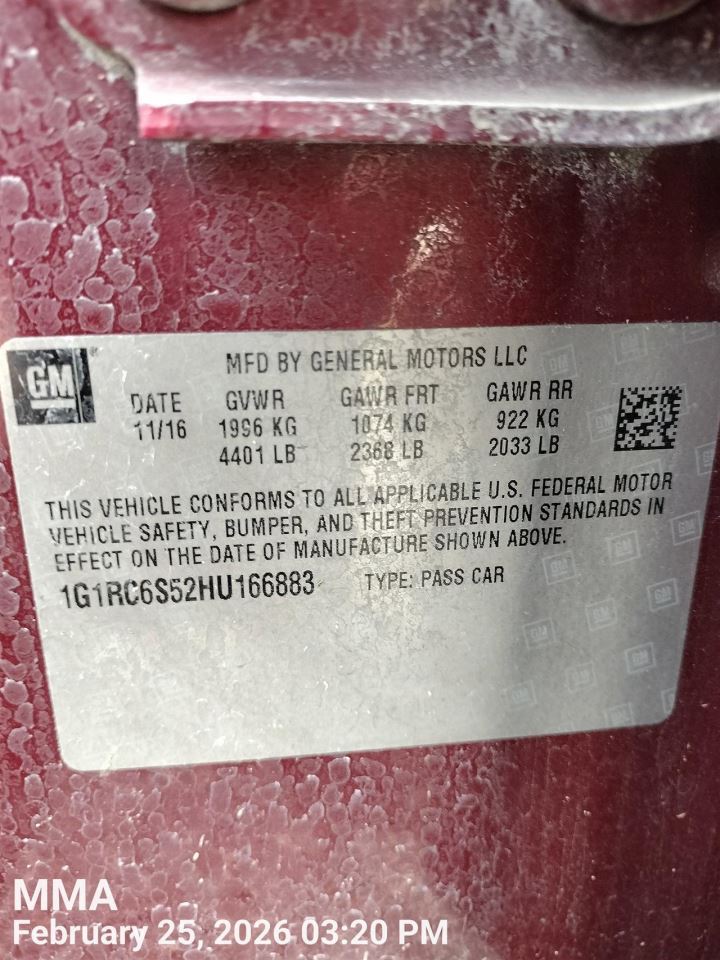 GM
MFD BY GENERAL MOTORS LLC
DATE GVWR GAWR FRT GAWR RR
11/16 1996 KG 1074 KG 922 KG
4401 LB 2368 LB 2033 LB
THIS VEHICLE CONFORMS TO ALL APPLICABLE U.S. FEDERAL MOTOR
VEHICLE SAFETY, BUMPER, AND THEFT PREVENTION STANDARDS IN
EFFECT ON THE DATE OF MANUFACTURE SHOWN ABOVE.
1G1RC6S52HU166883 TYPE: PASS CAR
MMA
February 25, 2026 03:20 PM